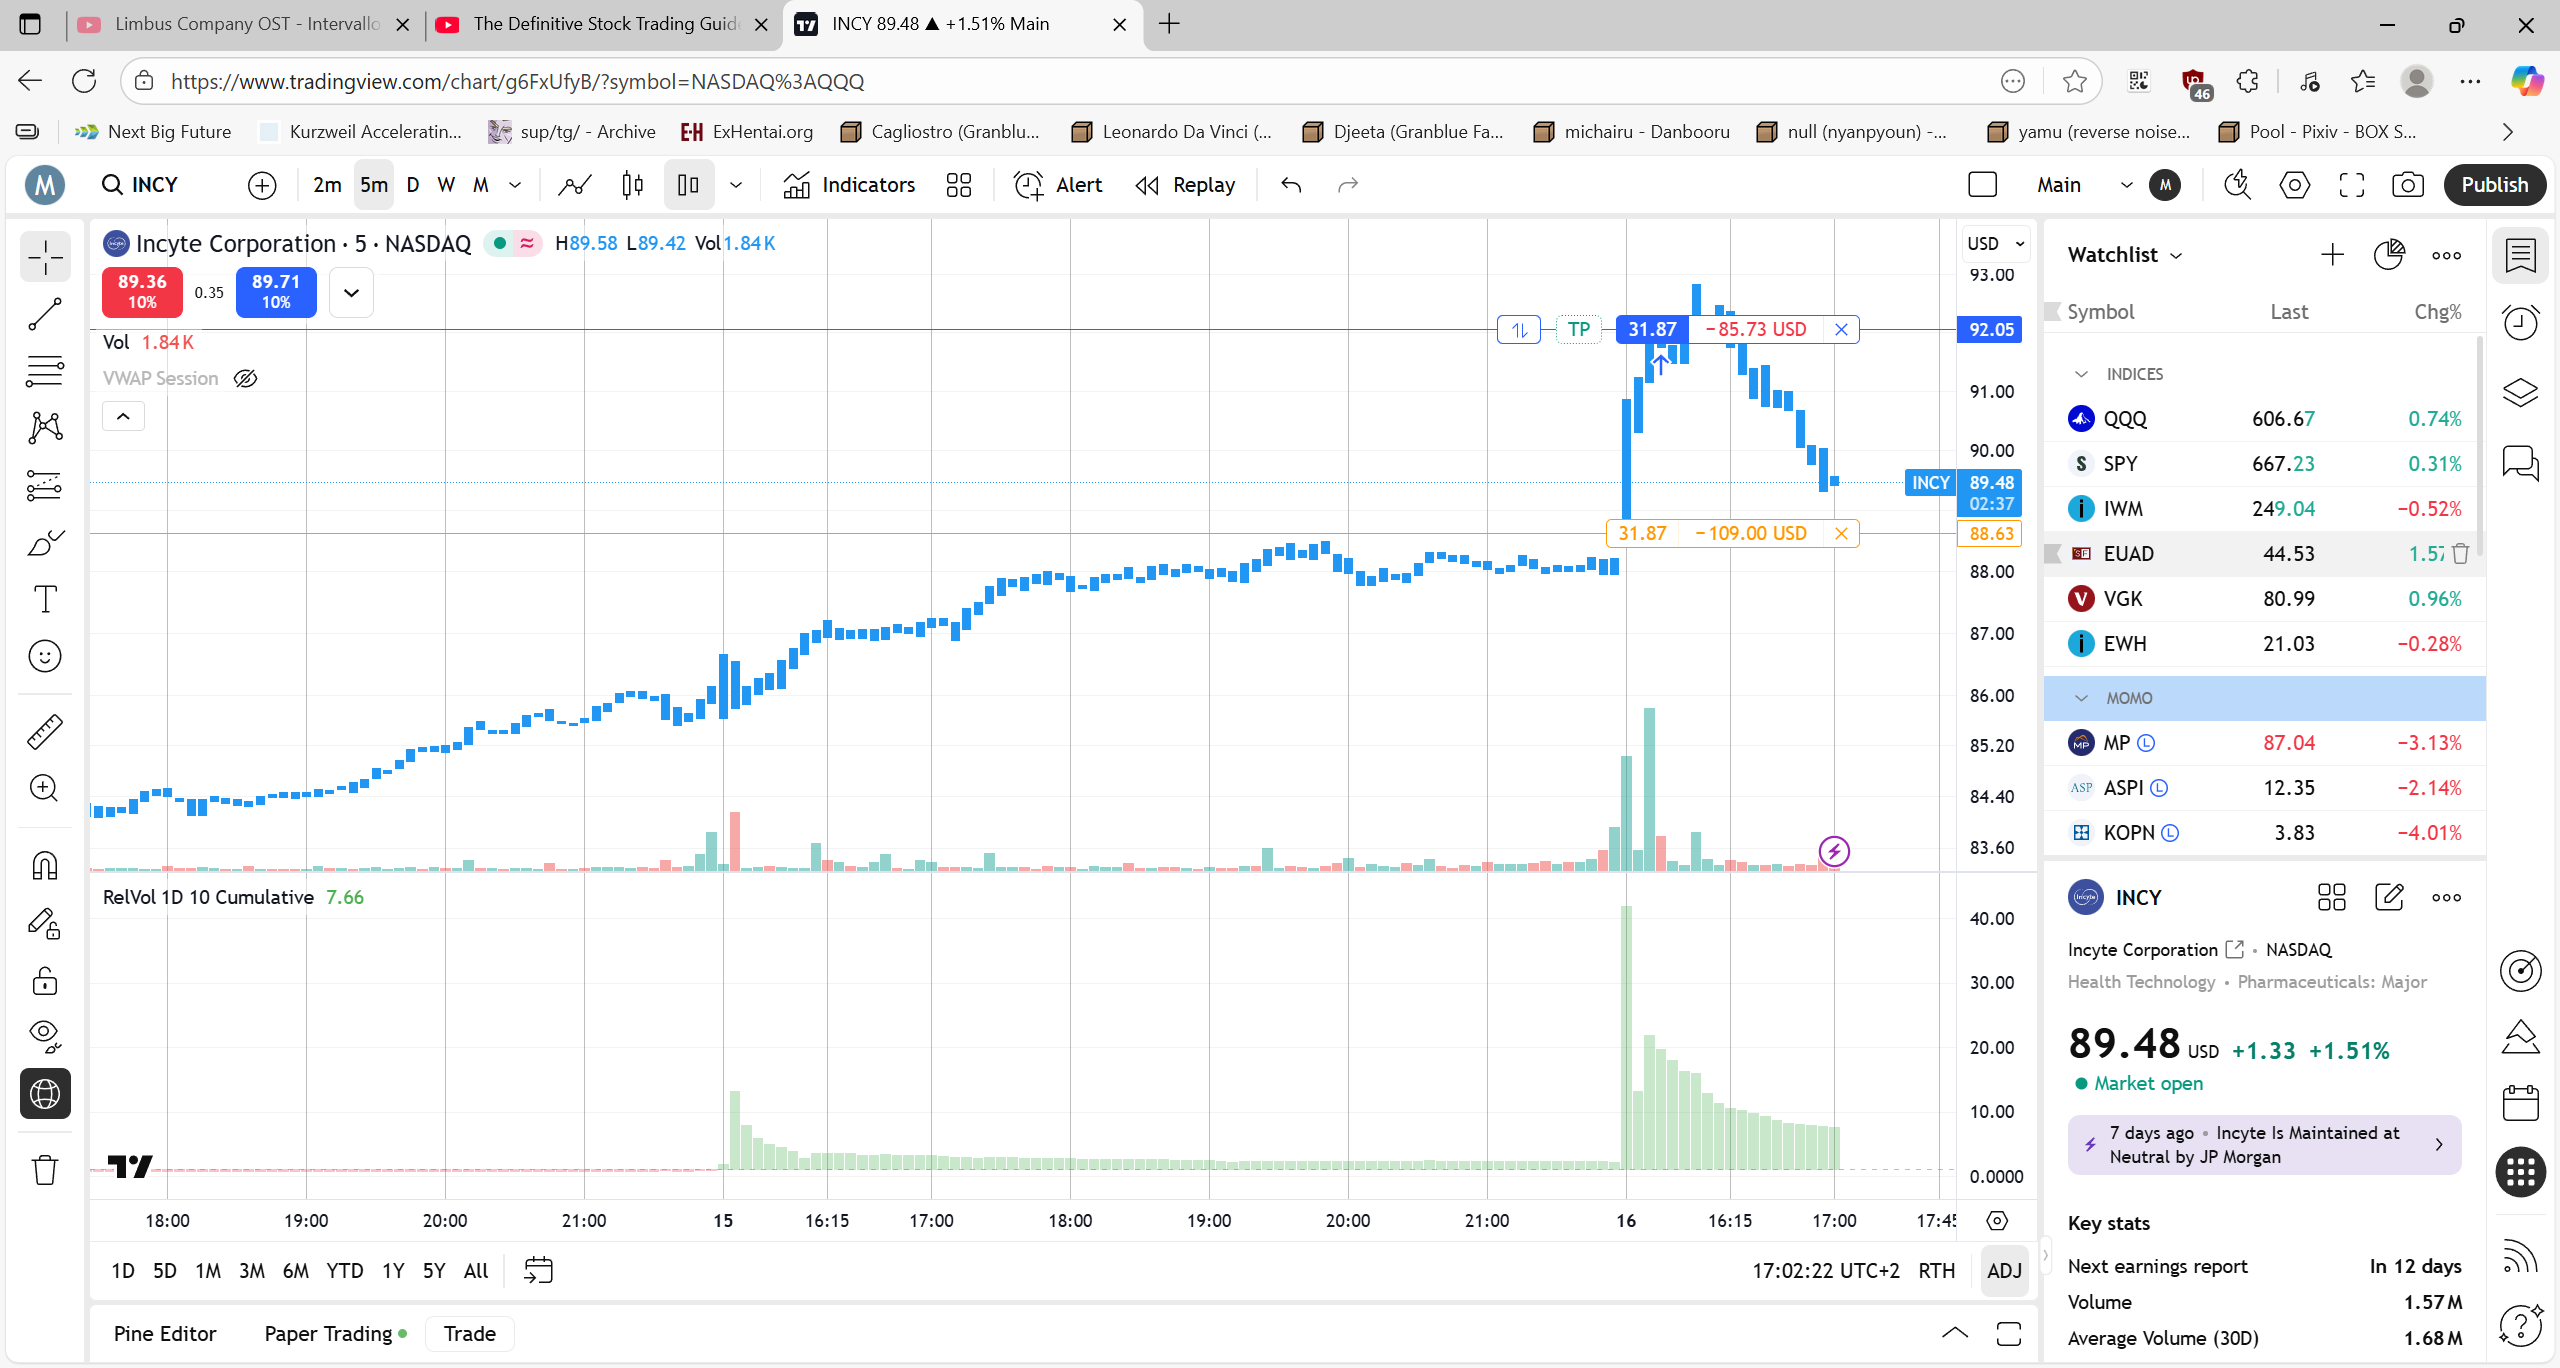 Limbus Company OST - Intervallo
The Definitive Stock Trading Guid
INCY 89.48 ▲ +1.51% Main
https://www.tradingview.com/chart/g6FxUfyB/?symbol=NASDAQ%3AQQQ
46
Next Big Future
Kurzweil Acceleratin...
sup/tg/ - Archive
ExHentai.org
Cagliostro (Granblu...
Leonardo Da Vinci (...
Djeeta (Granblue Fa...
michairu - Danbooru
null (nyanpyoun) -...
yamu (reverse noise...
Pool - Pixiv - BOX S...
M
INCY
2m 5m D W M
Indicators
Alert
Replay
Main
M
Publish
Incyte Corporation · 5 · NASDAQ
H89.58 L89.42 Vol1.84 K
USD
89.36
10%
0.35
89.71
10%
Vol 1.84 K
VWAP Session
TP 31.87 −85.73 USD
31.87 −109.00 USD
93.00
92.05
91.00
90.00
INCY 89.48
02:37
88.63
88.00
87.00
86.00
85.20
84.40
83.60
RelVol 1D 10 Cumulative 7.66
40.00
30.00
20.00
10.00
0.0000
18:00 19:00 20:00 21:00 15 16:15 17:00 18:00 19:00 20:00 21:00 16 16:15 17:00 17:45
1D 5D 1M 3M 6M YTD 1Y 5Y All
17:02:22 UTC+2 RTH ADJ
Pine Editor Paper Trading Trade
Watchlist
Symbol Last Chg%
INDICES
QQQ 606.67 0.74%
SPY 667.23 0.31%
IWM 249.04 −0.52%
EUAD 44.53 1.57
VGK 80.99 0.96%
EWH 21.03 −0.28%
MOMO
MP L 87.04 −3.13%
ASPI L 12.35 −2.14%
KOPN L 3.83 −4.01%
INCY
Incyte Corporation • NASDAQ
Health Technology • Pharmaceuticals: Major
89.48 USD +1.33 +1.51%
Market open
7 days ago • Incyte Is Maintained at
Neutral by JP Morgan
Key stats
Next earnings report In 12 days
Volume 1.57 M
Average Volume (30D) 1.68 M